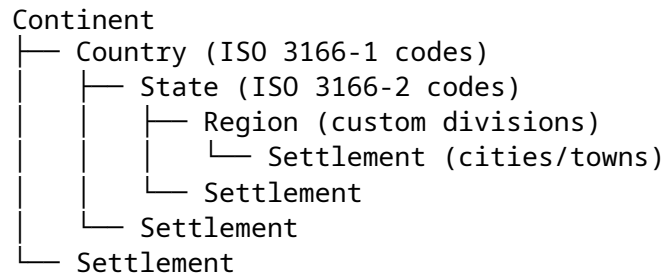 Continent
├── Country (ISO 3166-1 codes)
│   ├── State (ISO 3166-2 codes)
│   │   ├── Region (custom divisions)
│   │   │   └── Settlement (cities/towns)
│   │   └── Settlement
│   └── Settlement
└── Settlement